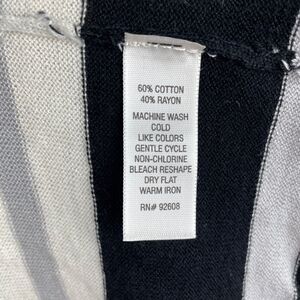 60% COTTON
40% RAYON
MACHINE WASH
COLD
LIKE COLORS
GENTLE CYCLE
NON-CHLORINE
BLEACH RESHAPE
DRY FLAT
WARM IRON
RN# 92608